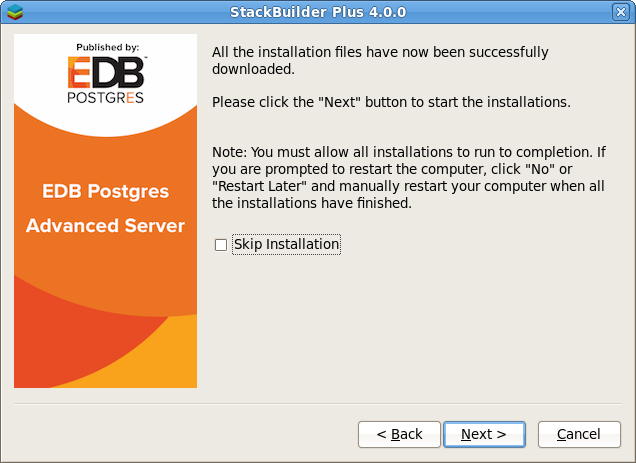 StackBuilder Plus 4.0.0
Published by:
EDB™
POSTGRES
EDB Postgres
Advanced Server
All the installation files have now been successfully
downloaded.
Please click the "Next" button to start the installations.
Note: You must allow all installations to run to completion. If
you are prompted to restart the computer, click "No" or
"Restart Later" and manually restart your computer when all
the installations have finished.
Skip Installation
< Back
Next >
Cancel